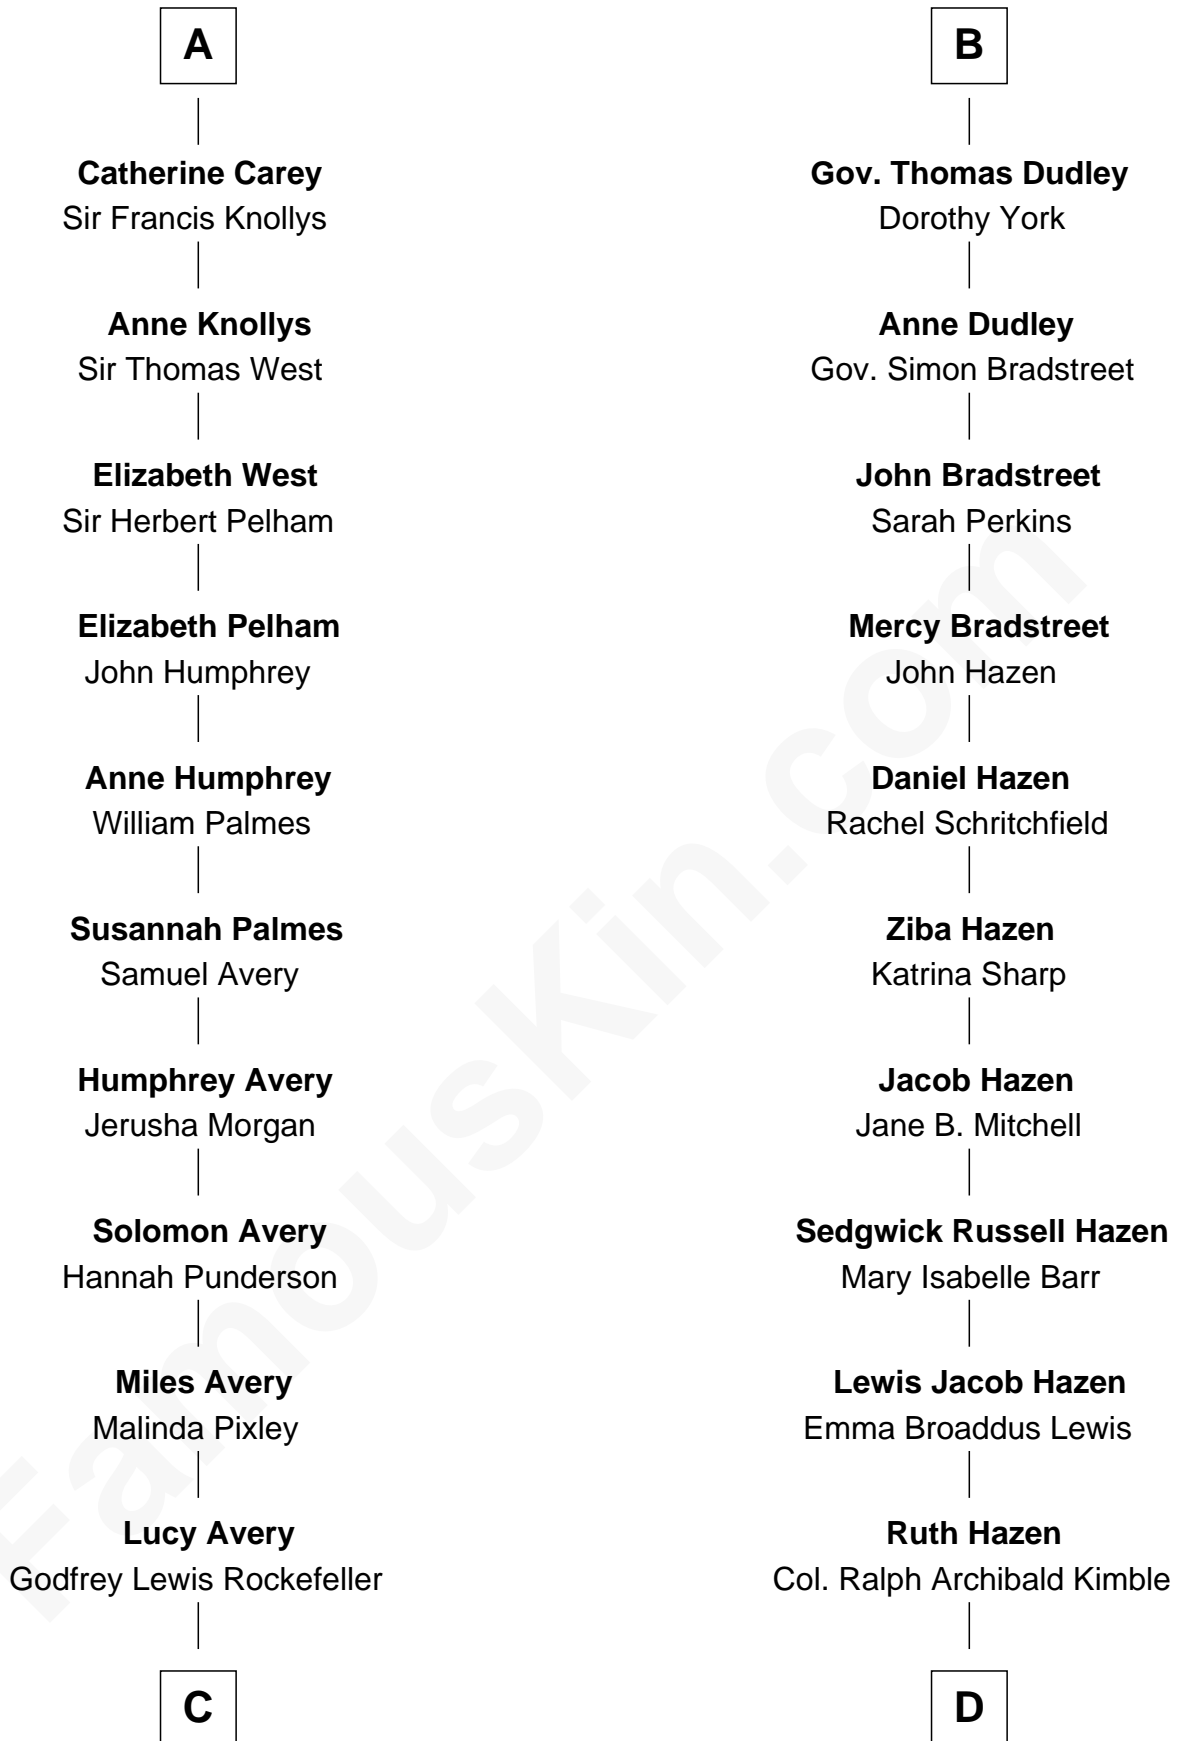 A
Catherine Carey
Sir Francis Knollys
Anne Knollys
Sir Thomas West
Elizabeth West
Sir Herbert Pelham
Elizabeth Pelham
John Humphrey
Anne Humphrey
William Palmes
Susannah Palmes
Samuel Avery
Humphrey Avery
Jerusha Morgan
Solomon Avery
Hannah Punderson
Miles Avery
Malinda Pixley
Lucy Avery
Godfrey Lewis Rockefeller
C
B
Gov. Thomas Dudley
Dorothy York
Anne Dudley
Gov. Simon Bradstreet
John Bradstreet
Sarah Perkins
Mercy Bradstreet
John Hazen
Daniel Hazen
Rachel Schritchfield
Ziba Hazen
Katrina Sharp
Jacob Hazen
Jane B. Mitchell
Sedgwick Russell Hazen
Mary Isabelle Barr
Lewis Jacob Hazen
Emma Broaddus Lewis
Ruth Hazen
Col. Ralph Archibald Kimble
D
FamousKin.com